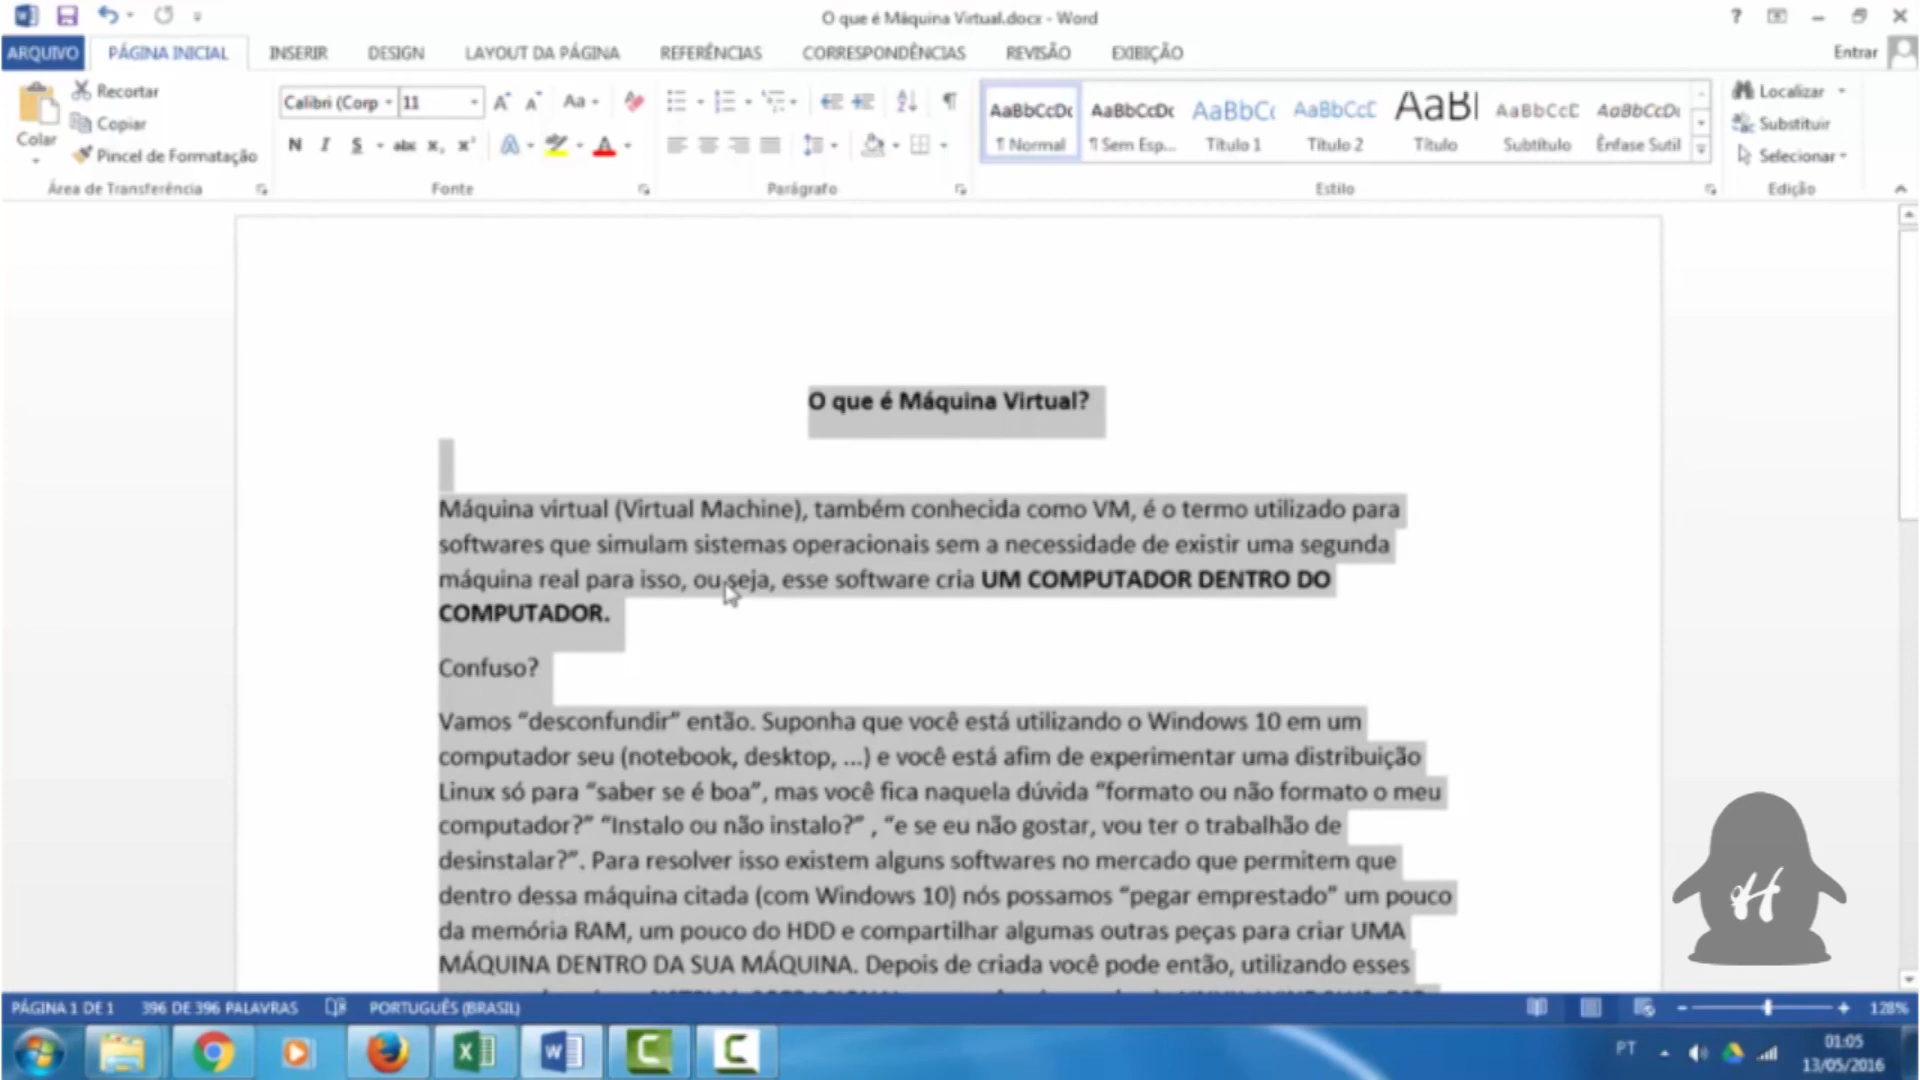 O que é Máquina Virtual.docx - Word
ARQUIVO PÁGINA INICIAL INSERIR DESIGN LAYOUT DA PÁGINA REFERÊNCIAS CORRESPONDÊNCIAS REVISÃO EXIBIÇÃO Entrar
Colar
Recortar
Copiar
Pincel de Formatação
Área de Transferência
Calibri (Corp 11
Aa
N I S abc x, x²
Fonte
Parágrafo
AaBbCcDc AaBbCcDc AaBbC( AaBbCcC AaBl AaBbCcC AaBbCcDc
¶ Normal ¶ Sem Esp... Título 1 Título 2 Título Subtítulo Ênfase Sutil
Estilo
Localizar
Substituir
Selecionar
Edição
O que é Máquina Virtual?
Máquina virtual (Virtual Machine), também conhecida como VM, é o termo utilizado para
softwares que simulam sistemas operacionais sem a necessidade de existir uma segunda
máquina real para isso, ou seja, esse software cria UM COMPUTADOR DENTRO DO
COMPUTADOR.
Confuso?
Vamos “desconfundir” então. Suponha que você está utilizando o Windows 10 em um
computador seu (notebook, desktop, ...) e você está afim de experimentar uma distribuição
Linux só para “saber se é boa”, mas você fica naquela dúvida “formato ou não formato o meu
computador?” “Instalo ou não instalo?” , “e se eu não gostar, vou ter o trabalhão de
desinstalar?”. Para resolver isso existem alguns softwares no mercado que permitem que
dentro dessa máquina citada (com Windows 10) nós possamos “pegar emprestado” um pouco
da memória RAM, um pouco do HDD e compartilhar algumas outras peças para criar UMA
MÁQUINA DENTRO DA SUA MÁQUINA. Depois de criada você pode então, utilizando esses
H
PÁGINA 1 DE 1 396 DE 396 PALAVRAS PORTUGUÊS (BRASIL) 128%
PT
01:05
13/05/2016